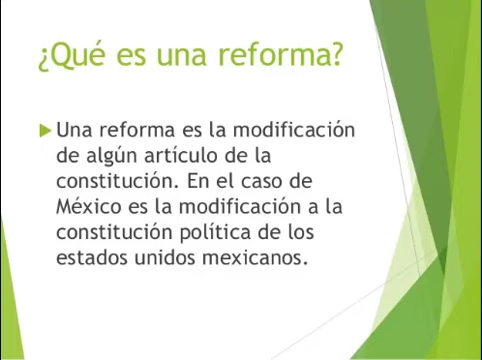 ¿Qué es una reforma?
Una reforma es la modificación
de algún artículo de la
constitución. En el caso de
México es la modificación a la
constitución política de los
estados unidos mexicanos.